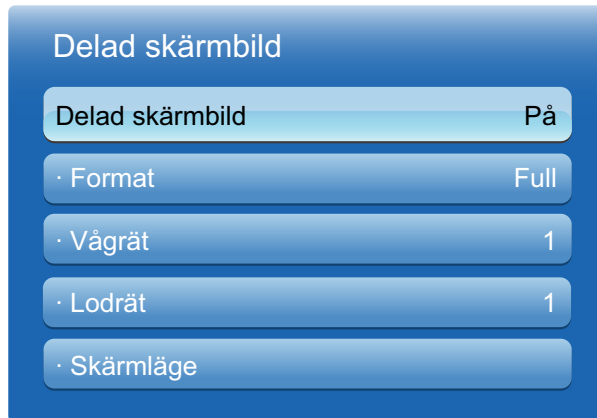 Delad skärmbild
Delad skärmbild På
· Format Full
· Vågrät 1
· Lodrät 1
· Skärmläge